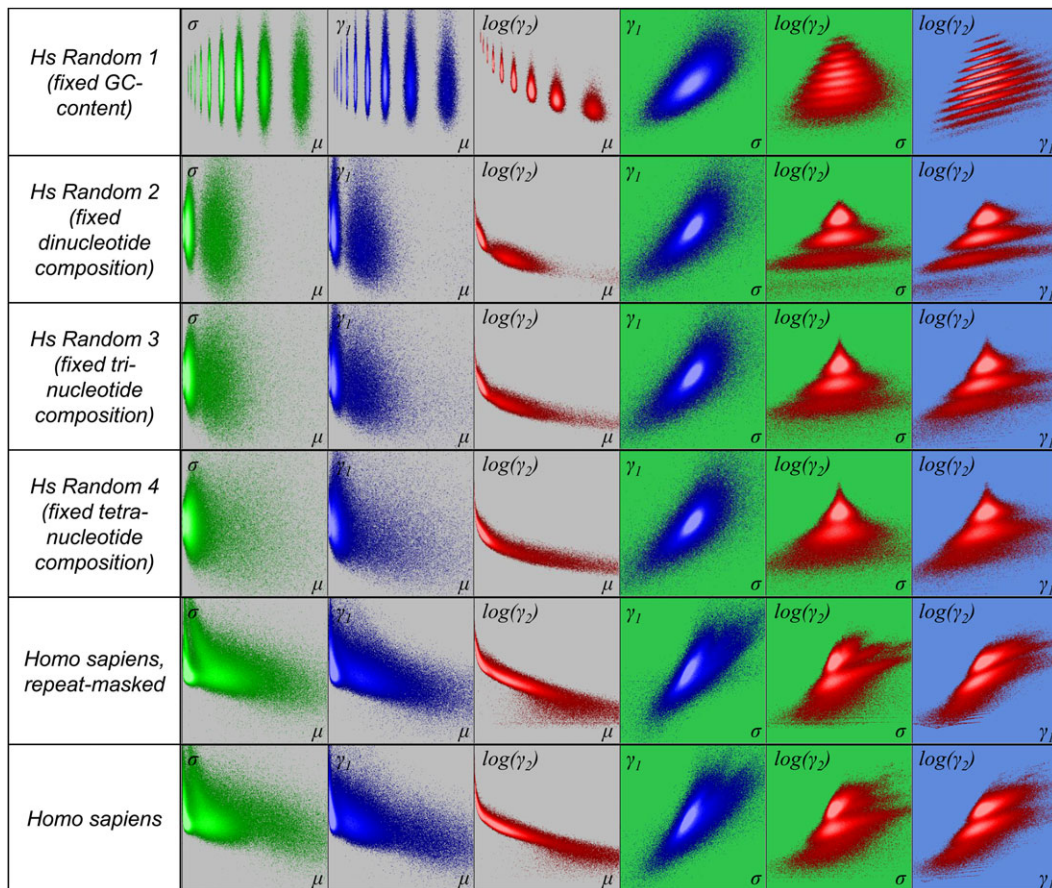 Hs Random 1
(fixed GC-
content)
σ
μ
γ1
μ
log(γ2)
μ
γ1
σ
log(γ2)
σ
log(γ2)
γ1
Hs Random 2
(fixed
dinucleotide
composition)
σ
μ
γ1
μ
log(γ2)
μ
γ1
σ
log(γ2)
σ
log(γ2)
γ1
Hs Random 3
(fixed tri-
nucleotide
composition)
σ
μ
γ1
μ
log(γ2)
μ
γ1
σ
log(γ2)
σ
log(γ2)
γ1
Hs Random 4
(fixed tetra-
nucleotide
composition)
σ
μ
γ1
μ
log(γ2)
μ
γ1
σ
log(γ2)
σ
log(γ2)
γ1
Homo sapiens,
repeat-masked
σ
μ
γ1
μ
log(γ2)
μ
γ1
σ
log(γ2)
σ
log(γ2)
γ1
Homo sapiens
σ
μ
γ1
μ
log(γ2)
μ
γ1
σ
log(γ2)
σ
log(γ2)
γ1